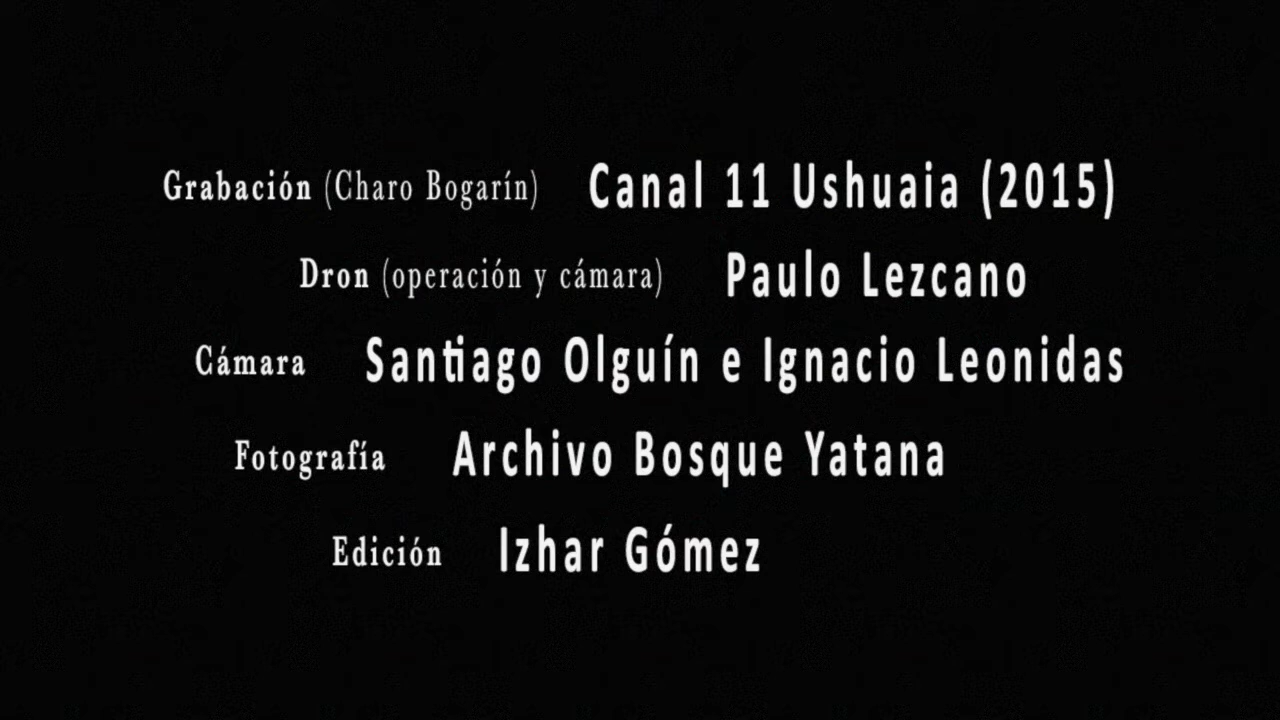 Grabación (Charo Bogarín) Canal 11 Ushuaia (2015)
Dron (operación y cámara) Paulo Lezcano
Cámara Santiago Olguín e Ignacio Leonidas
Fotografía Archivo Bosque Yatana
Edición Izhar Gómez